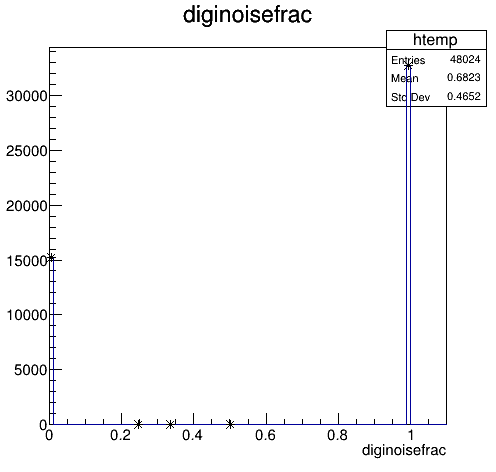 diginoisefrac
htemp
Entries 48024
Mean 0.6823
Std Dev 0.4652
30000
25000
20000
15000
10000
5000
0
0 0.2 0.4 0.6 0.8 1
diginoisefrac